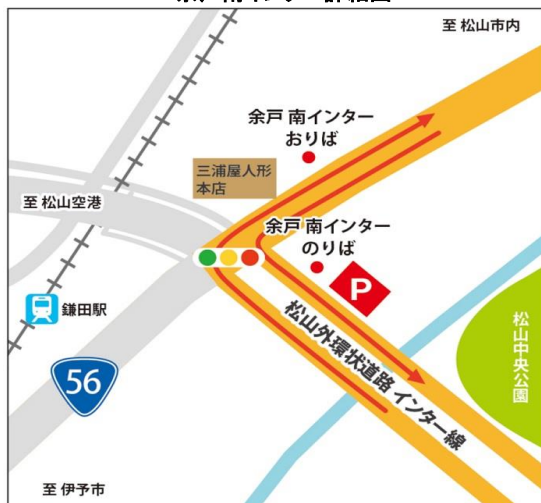 至 松山市内
余戸 南インター
おりば
三浦屋人形
本店
至 松山空港
余戸 南インター
のりば
P
鎌田駅
松山外環状道路 インター線
松山中央公園
56
至 伊予市